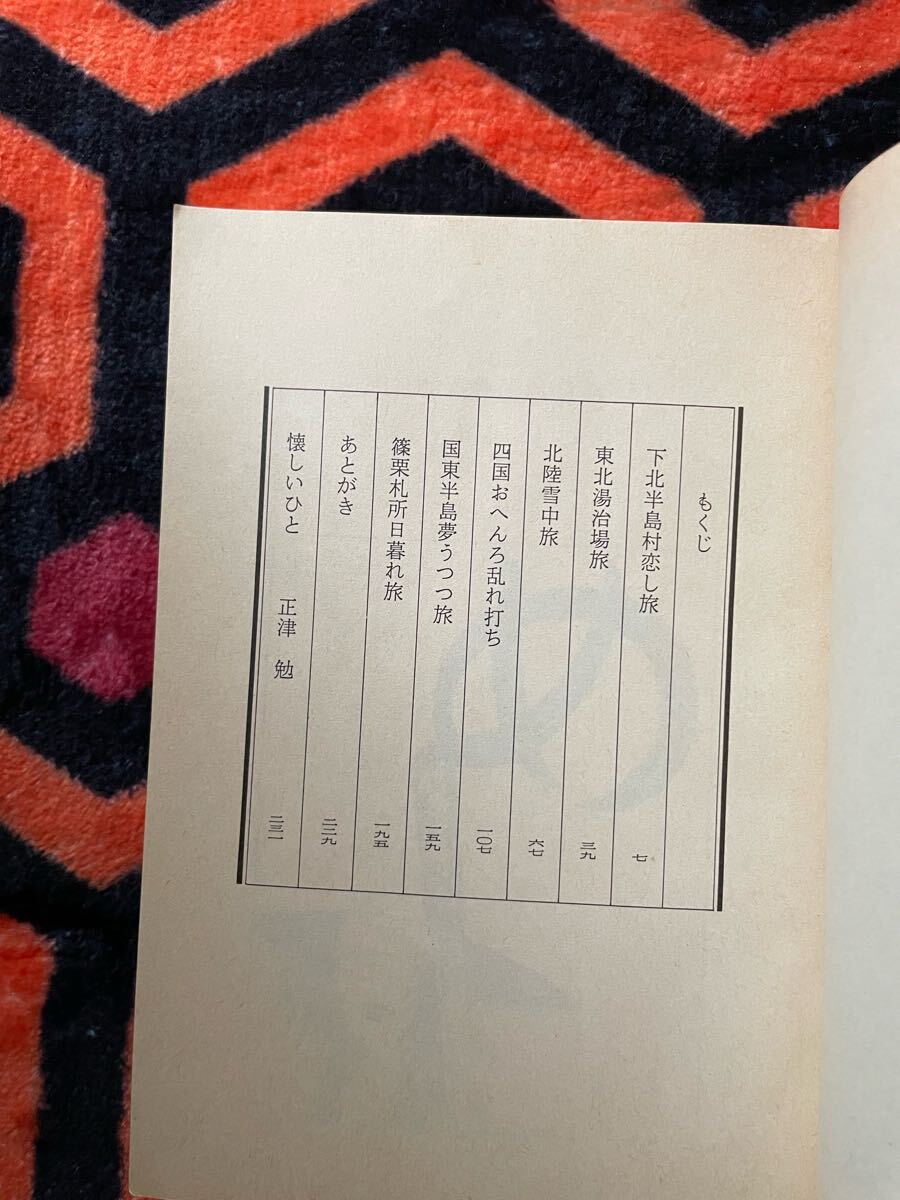 もくじ
下北半島村恋し旅 七
東北湯治場旅 三九
北陸雪中旅 六七
四国おへんろ乱れ打ち 一〇七
国東半島夢うつつ旅 一五九
篠栗札所日暮れ旅 一九五
あとがき 二二九
懐しいひと 正津 勉 二三一